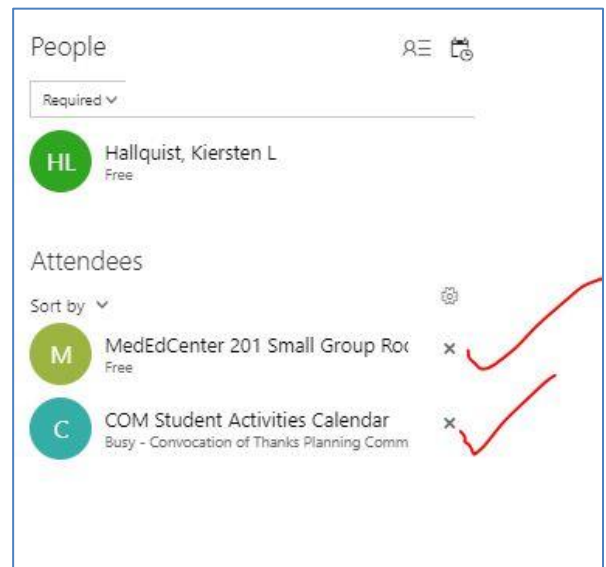 People
Required
HL
Hallquist, Kiersten L
Free
Attendees
Sort by
M
MedEdCenter 201 Small Group
Free
C
COM Student Activities Calendar
Busy - Convocation of Thanks Planning Comm